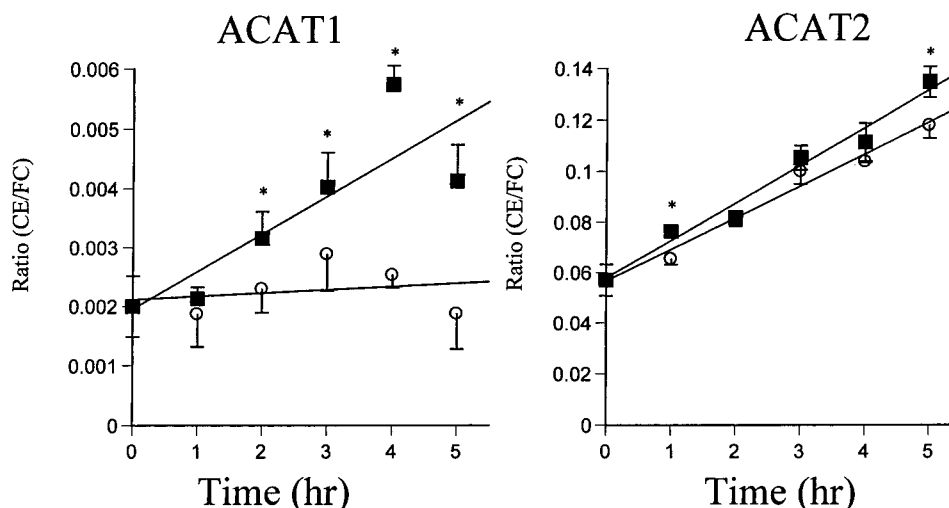 ACAT1
Ratio (CE/FC)
0.006
0.005
0.004
0.003
0.002
0.001
0
*
*
*
*
0 1 2 3 4 5
Time (hr)
ACAT2
Ratio (CE/FC)
0.14
0.12
0.1
0.08
0.06
0.04
0.02
0
*
*
0 1 2 3 4 5
Time (hr)